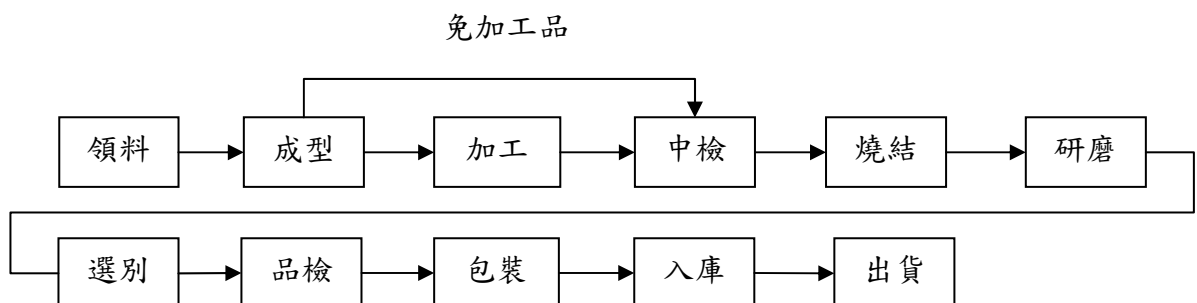 免加工品
領料 成型 加工 中檢 燒結 研磨
選別 品檢 包裝 入庫 出貨